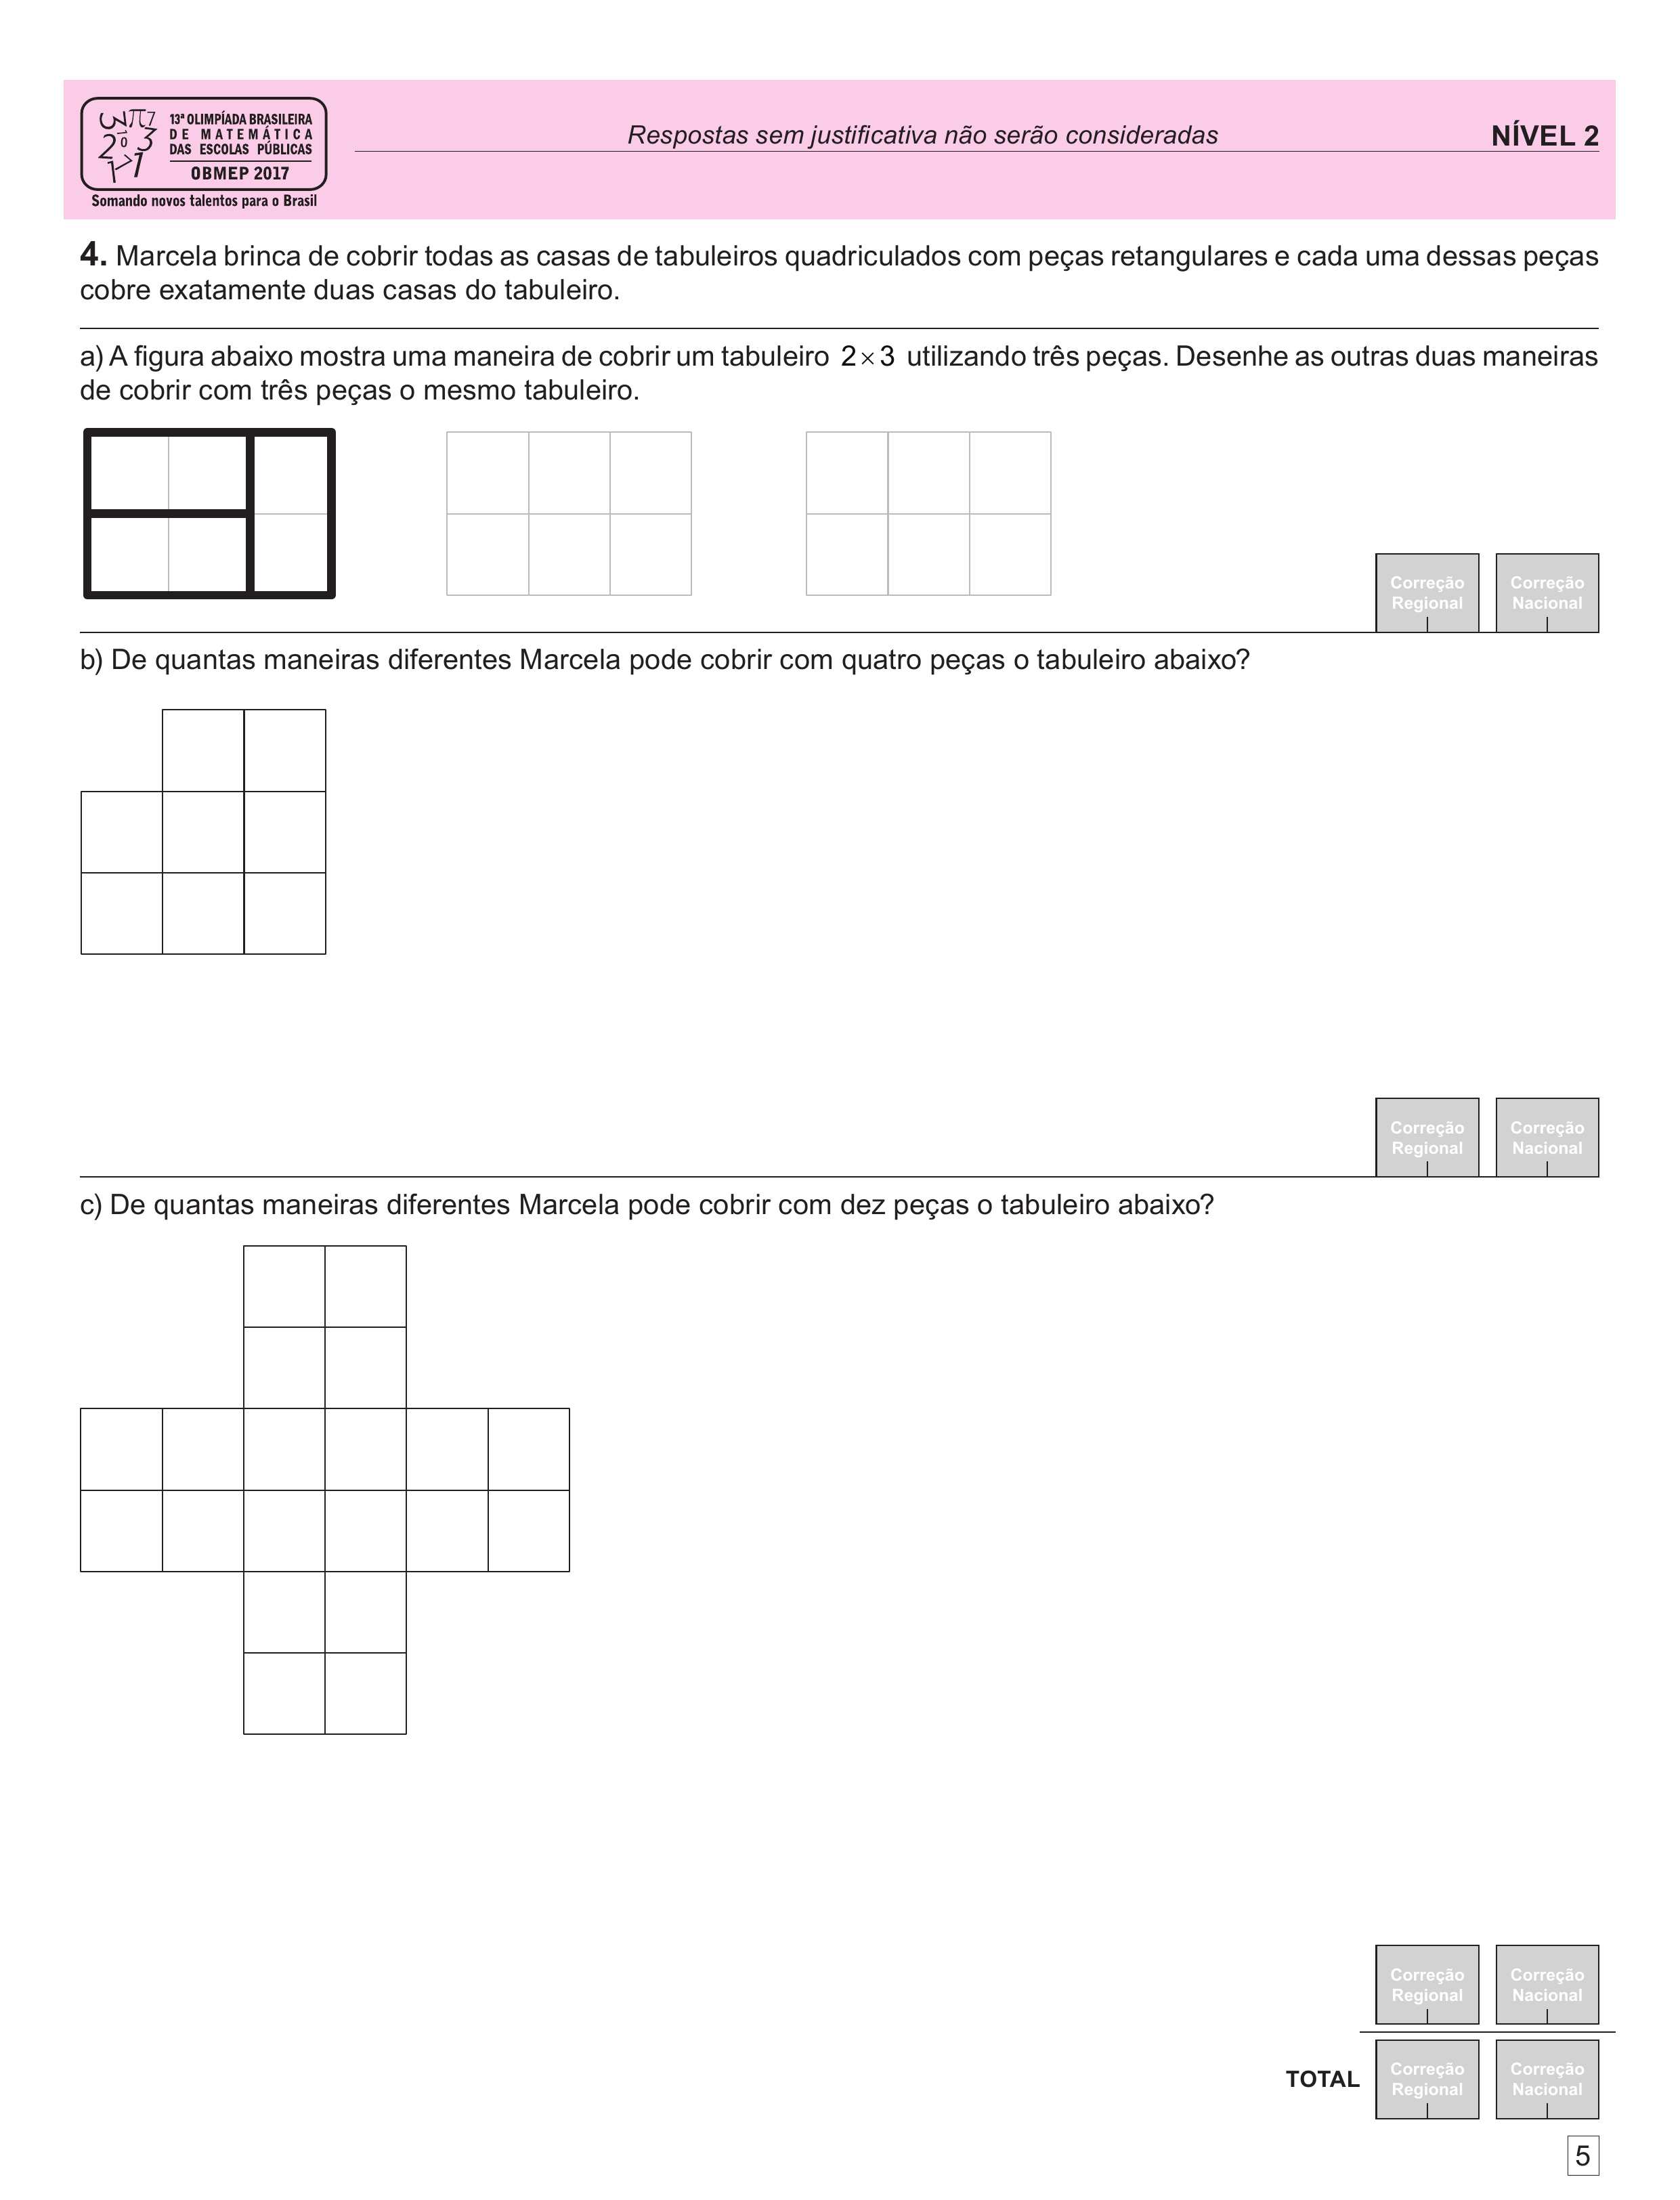 13ª OLIMPÍADA BRASILEIRA
DE MATEMÁTICA
DAS ESCOLAS PÚBLICAS
OBMEP 2017
Somando novos talentos para o Brasil
Respostas sem justificativa não serão consideradas
NÍVEL 2
4. Marcela brinca de cobrir todas as casas de tabuleiros quadriculados com peças retangulares e cada uma dessas peças
cobre exatamente duas casas do tabuleiro.
a) A figura abaixo mostra uma maneira de cobrir um tabuleiro 2×3 utilizando três peças. Desenhe as outras duas maneiras
de cobrir com três peças o mesmo tabuleiro.
Correção
Regional
Correção
Nacional
b) De quantas maneiras diferentes Marcela pode cobrir com quatro peças o tabuleiro abaixo?
Correção
Regional
Correção
Nacional
c) De quantas maneiras diferentes Marcela pode cobrir com dez peças o tabuleiro abaixo?
Correção
Regional
Correção
Nacional
TOTAL
Correção
Regional
Correção
Nacional
5